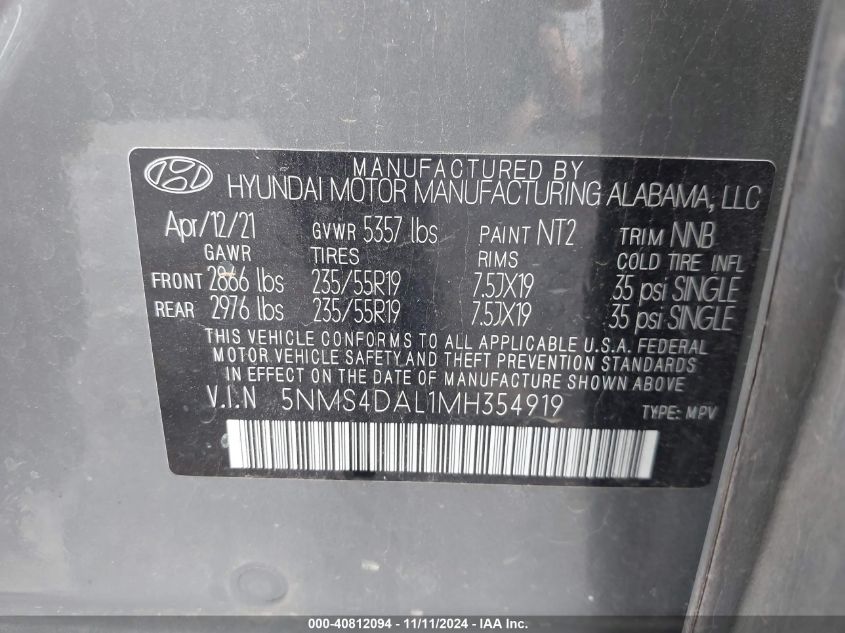 MANUFACTURED BY
HYUNDAI MOTOR MANUFACTURING ALABAMA, LLC
Apr/12/21 GVWR 5357 lbs PAINT NT2 TRIM NNB
GAWR TIRES RIMS COLD TIRE INFL
FRONT 2866 lbs 235/55R19 7.5JX19 35 psi SINGLE
REAR 2976 lbs 235/55R19 7.5JX19 35 psi SINGLE
THIS VEHICLE CONFORMS TO ALL APPLICABLE U.S.A. FEDERAL
MOTOR VEHICLE SAFETY AND THEFT PREVENTION STANDARDS
IN EFFECT ON THE DATE OF MANUFACTURE SHOWN ABOVE.
V.I.N 5NMS4DAL1MH354919 TYPE: MPV
000-40812094 - 11/11/2024 - IAA Inc.